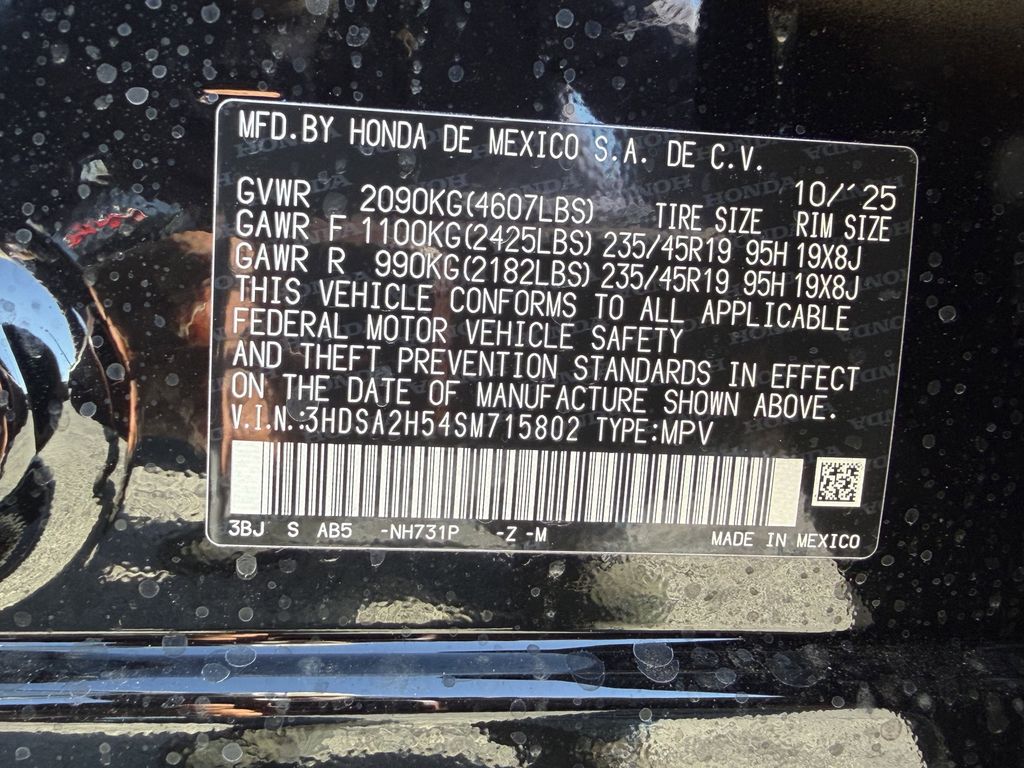 MFD.BY HONDA DE MEXICO S.A. DE C.V.
10/ '25
GVWR 2090KG(4607LBS) TIRE SIZE RIM SIZE
GAWR F 1100KG(2425LBS) 235/45R19 95H 19X8J
GAWR R 990KG(2182LBS) 235/45R19 95H 19X8J
THIS VEHICLE CONFORMS TO ALL APPLICABLE
FEDERAL MOTOR VEHICLE SAFETY
AND THEFT PREVENTION STANDARDS IN EFFECT
ON THE DATE OF MANUFACTURE SHOWN ABOVE.
V.I.N.:3HDSA2H54SM715802 TYPE:MPV
3BJ S AB5 -NH731P -Z -M MADE IN MEXICO